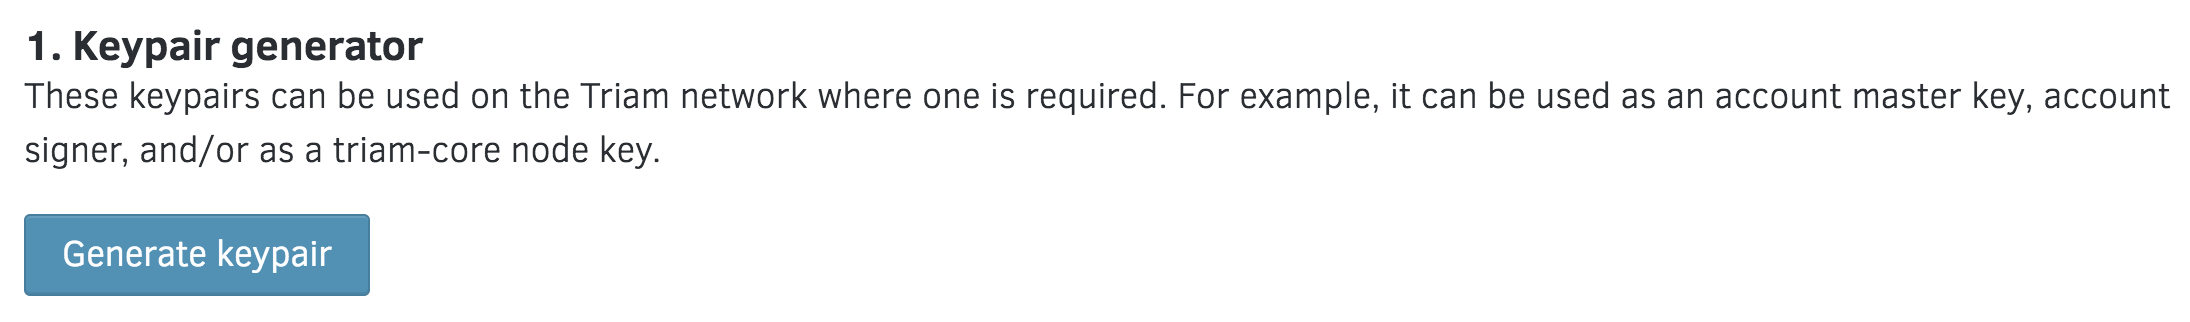 1. Keypair generator
These keypairs can be used on the Triam network where one is required. For example, it can be used as an account master key, account
signer, and/or as a triam-core node key.
Generate keypair